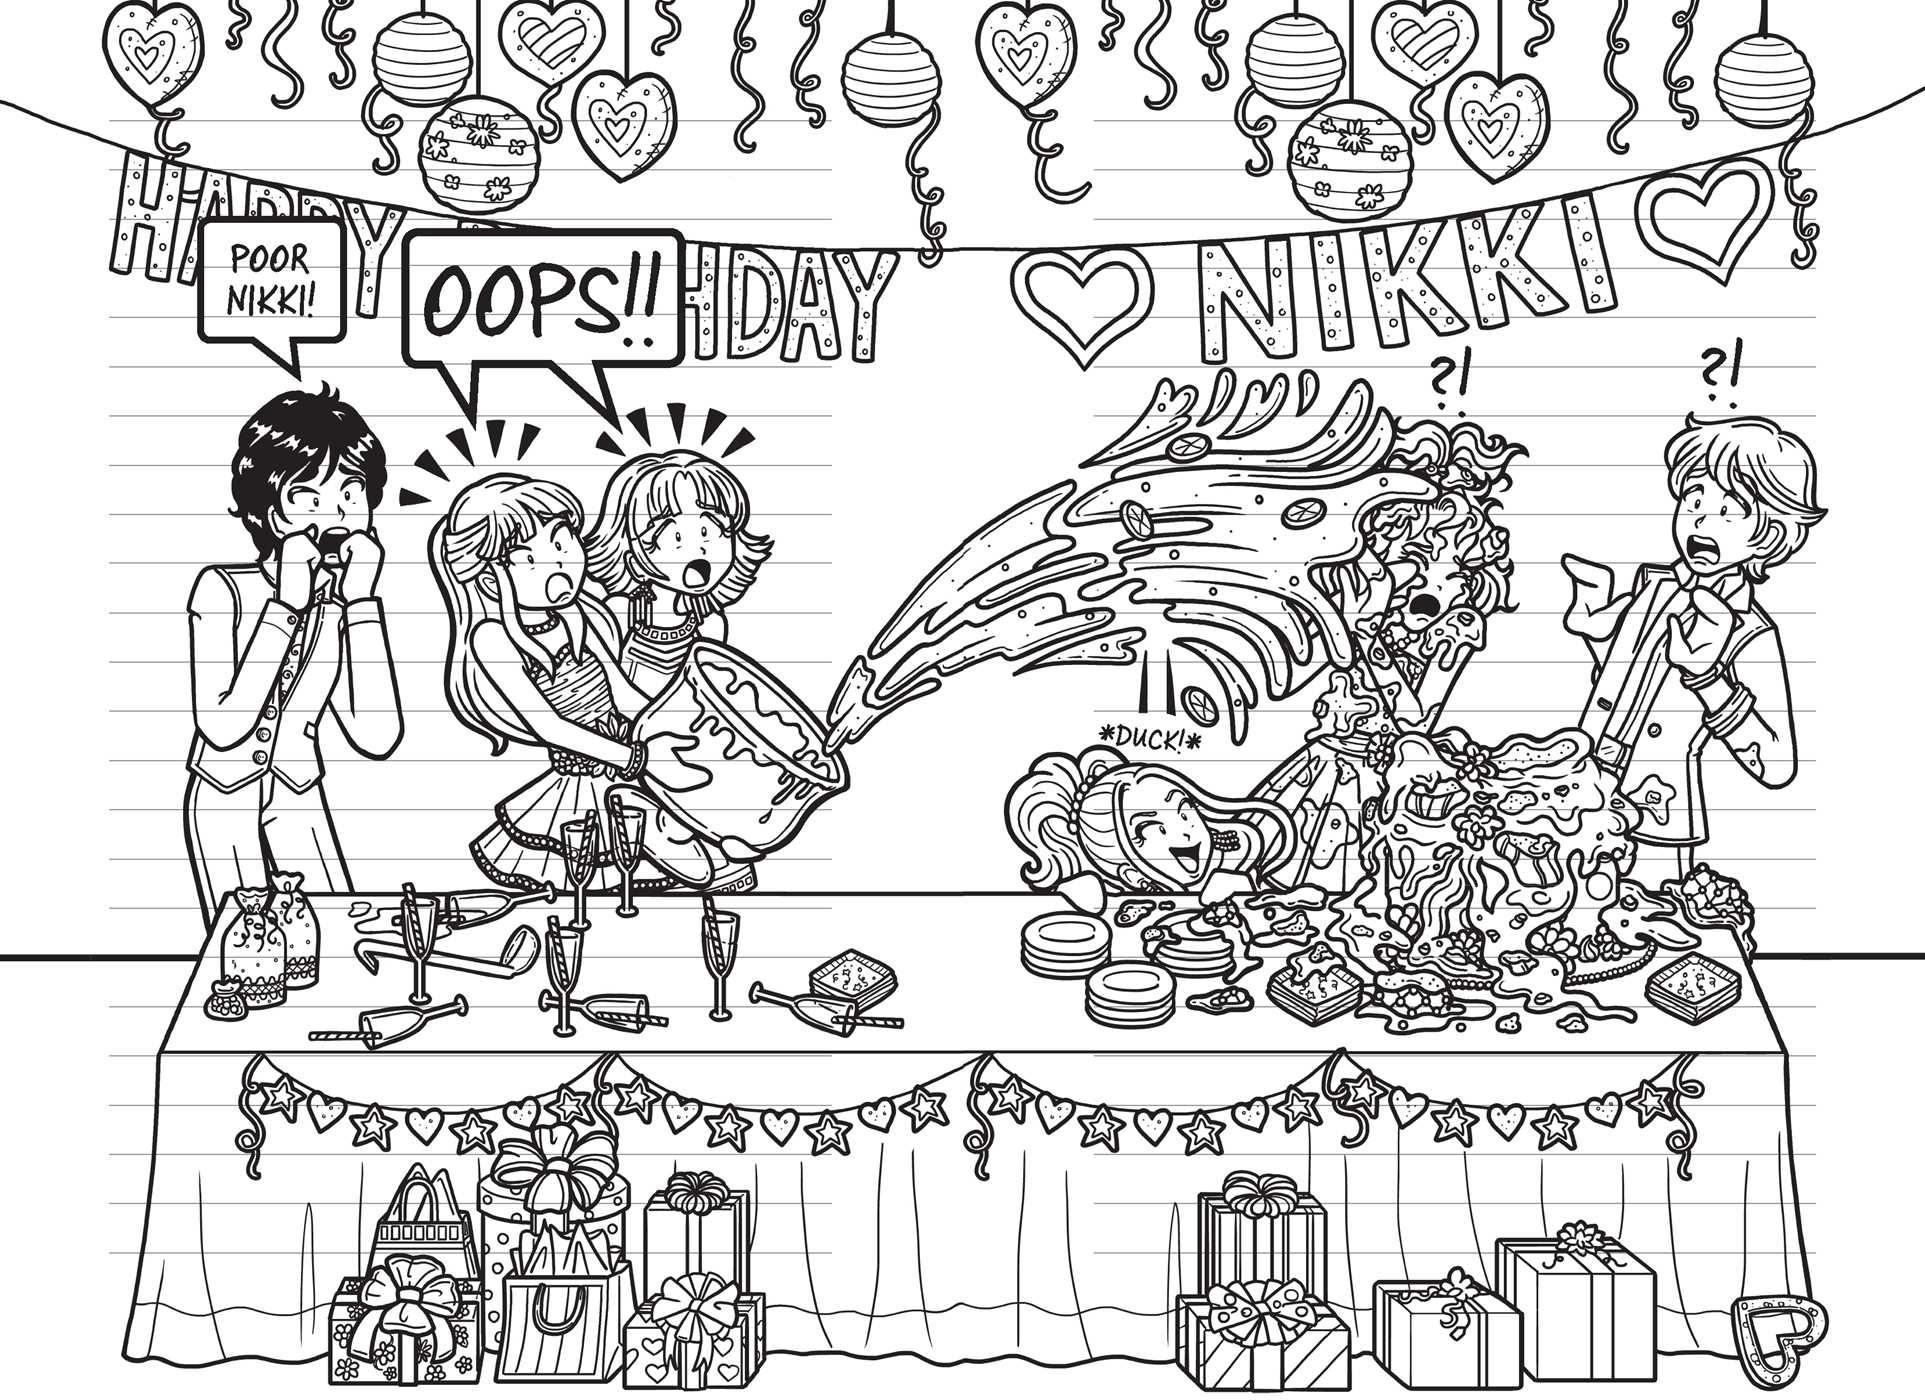 HAPPY HDAY NIKKI
POOR
NIKKI!
OOPS!!
?!
?!
*DUCK!*